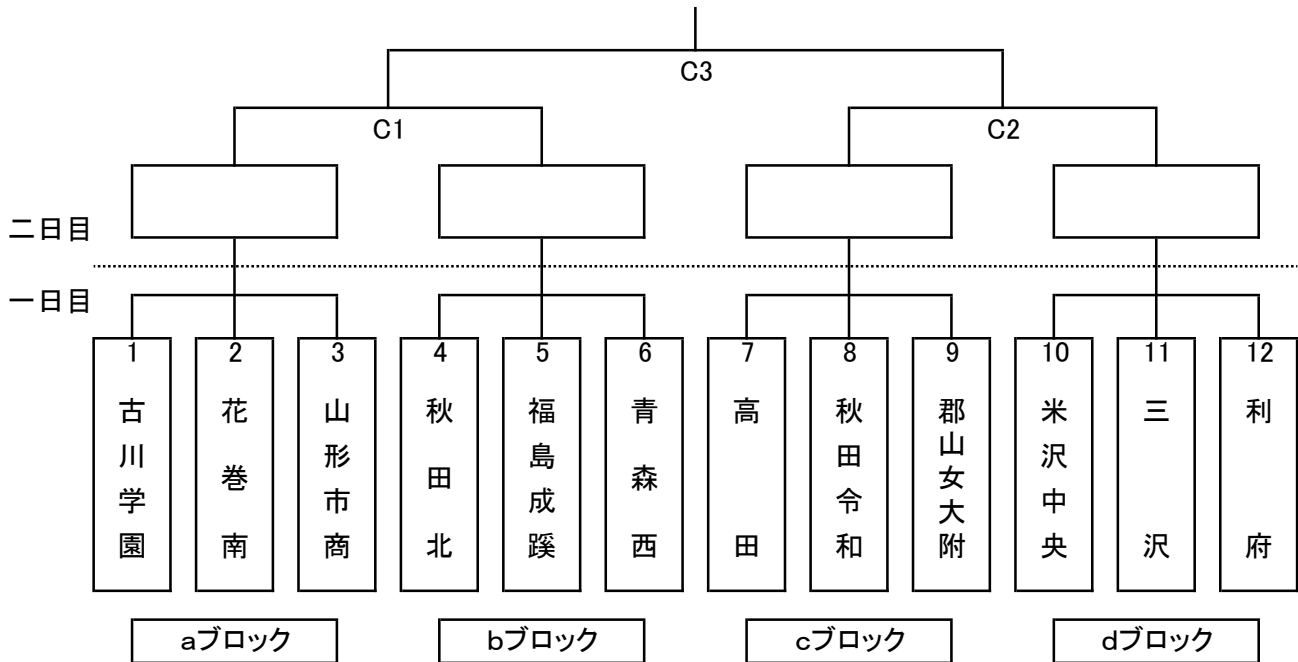 C3
C1
C2
二日目
一日目
1
古川学園
2
花巻南
3
山形市商
4
秋田北
5
福島成蹊
6
青森西
7
高田
8
秋田令和
9
郡山女大附
10
米沢中央
11
三沢
12
利府
aブロック
bブロック
cブロック
dブロック